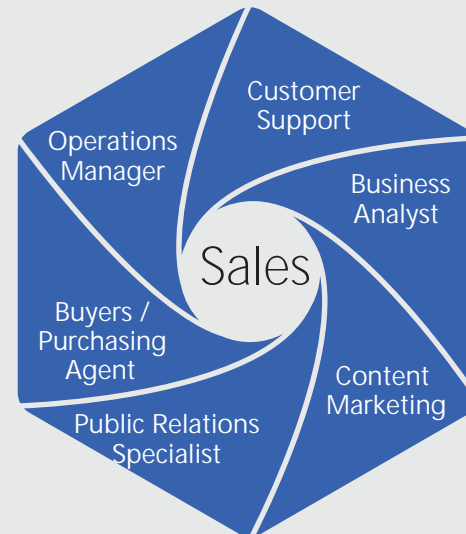 Customer
Support
Operations
Manager
Business
Analyst
Sales
Buyers /
Purchasing
Agent
Content
Marketing
Public Relations
Specialist